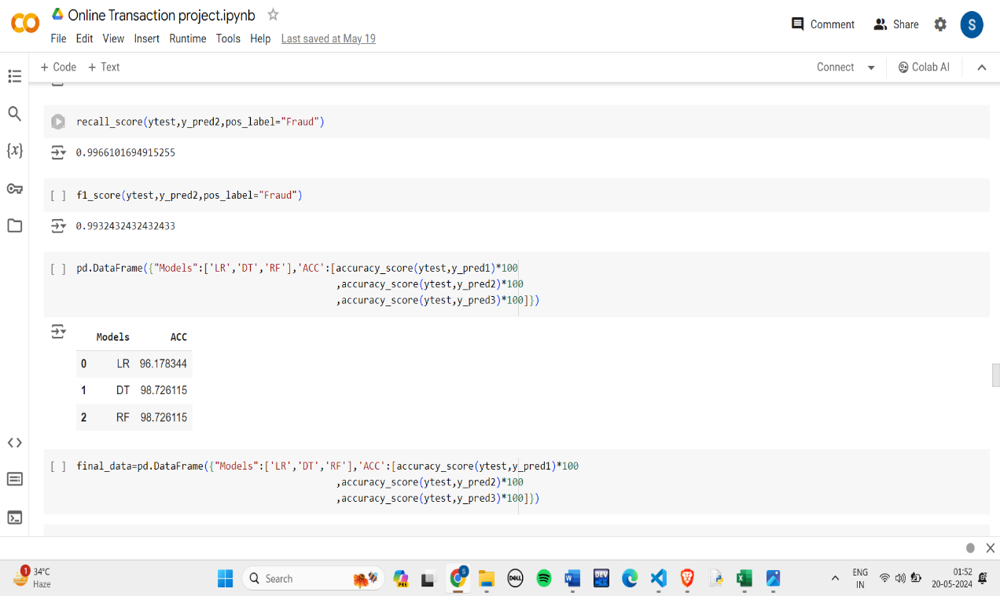 Online Transaction project.ipynb
File Edit View Insert Runtime Tools Help Last saved at May 19
Comment Share S
+ Code + Text
Connect Colab AI
{x}
recall_score(ytest,y_pred2,pos_label="Fraud")
0.9966101694915255
[ ] f1_score(ytest,y_pred2,pos_label="Fraud")
0.9932432432432433
[ ] pd.DataFrame({"Models":['LR','DT','RF'],'ACC':[accuracy_score(ytest,y_pred1)*100
,accuracy_score(ytest,y_pred2)*100
,accuracy_score(ytest,y_pred3)*100]})
Models ACC
0 LR 96.178344
1 DT 98.726115
2 RF 98.726115
[ ] final_data=pd.DataFrame({"Models":['LR','DT','RF'],'ACC':[accuracy_score(ytest,y_pred1)*100
,accuracy_score(ytest,y_pred2)*100
,accuracy_score(ytest,y_pred3)*100]})
1
34°C
Haze
Search
PRE
S
DELL
W
DEV
X
ENG
IN
01:52
20-05-2024